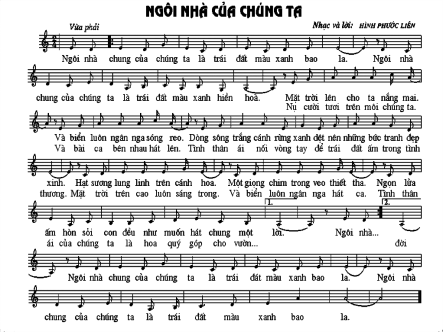 NGÔI NHÀ CỦA CHÚNG TA
Vừa phải
Nhạc và lời: HÌNH PHƯỚC LIÊN
Ngôi nhà chung của chúng ta là trái đất màu xanh bao la. Ngôi nhà
chung của chúng ta là trái đất màu xanh hiền hoà. Mặt trời lên cho ta nắng mai.
Nụ cười tươi trên môi chúng ta.
Và biển luôn ngân nga sóng reo. Dòng sông trắng cánh rừng xanh dệt nên những bức tranh đẹp
Và bài ca bên nhau hát lên. Tình thân ái nối vòng tay để trái đất ấm trong tình
xinh. Hạt sương lung linh trên cánh hoa. Một giọng chim trong veo thiết tha. Ngọn lửa
thương. Mặt trời trên cao luôn sáng trong. Và biển luôn ngân nga hát ca. Tình thân
1.
2.
ấm hòn sỏi con đều như muốn hát chung một lời. Ngôi nhà...
ái của chúng ta là hoa quý góp cho vườn... đời
Ngôi nhà chung của chúng ta là trái đất màu xanh bao la. Ngôi nhà
chung của chúng ta là trái đất màu xanh bao la.